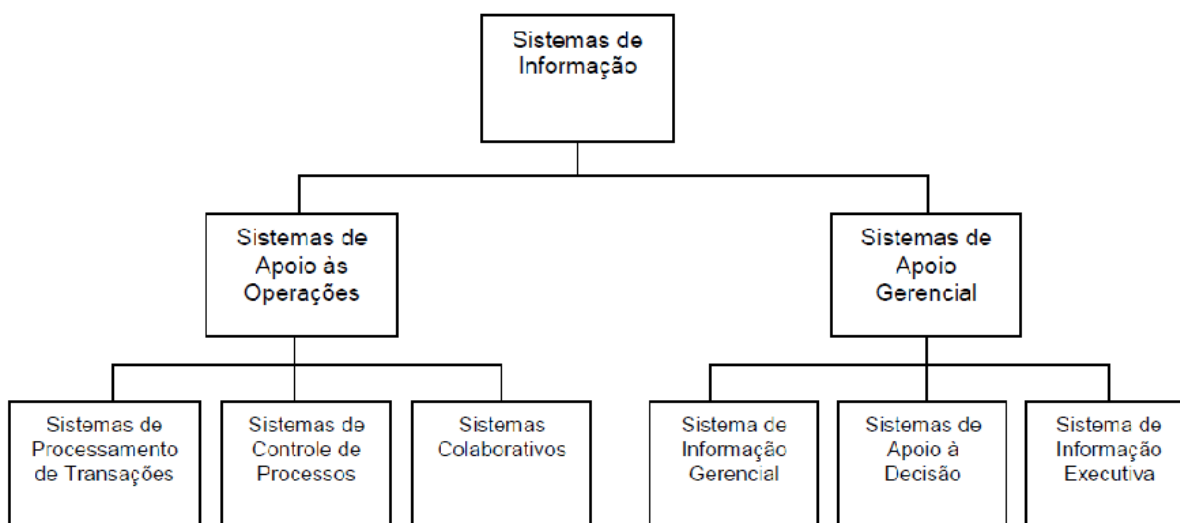 Sistemas de
Informação
Sistemas de
Apoio às
Operações
Sistemas de
Apoio
Gerencial
Sistemas de
Processamento
de Transações
Sistemas de
Controle de
Processos
Sistemas
Colaborativos
Sistema de
Informação
Gerencial
Sistemas de
Apoio à
Decisão
Sistema de
Informação
Executiva